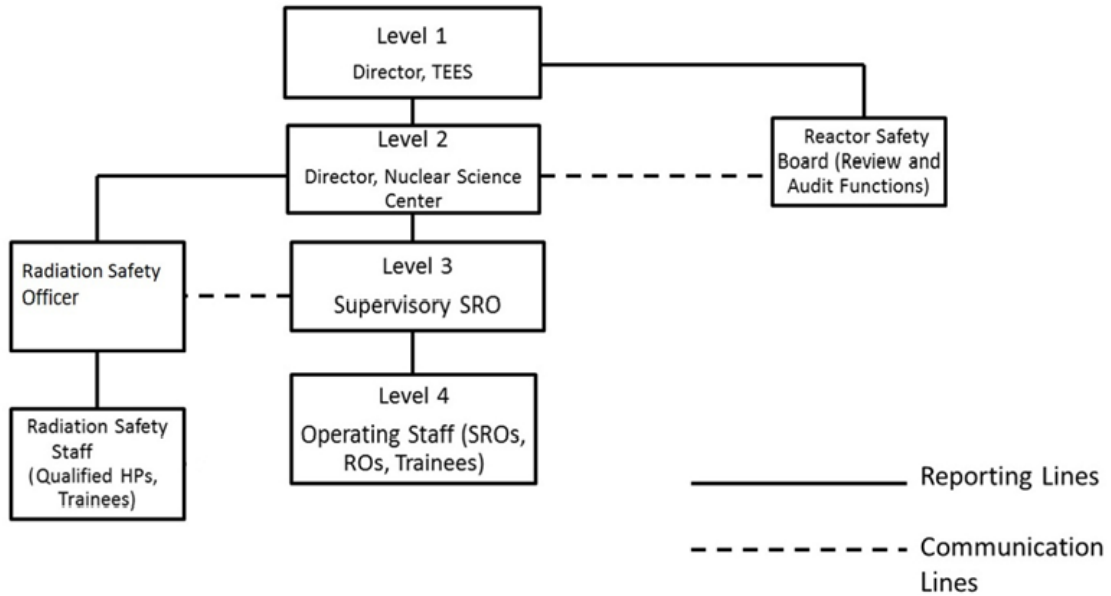 Level 1
Director, TEES
Level 2
Director, Nuclear Science
Center
Reactor Safety
Board (Review and
Audit Functions)
Radiation Safety
Officer
Level 3
Supervisory SRO
Level 4
Operating Staff (SROs,
ROs, Trainees)
Radiation Safety
Staff
(Qualified HPs,
Trainees)
Reporting Lines
Communication
Lines